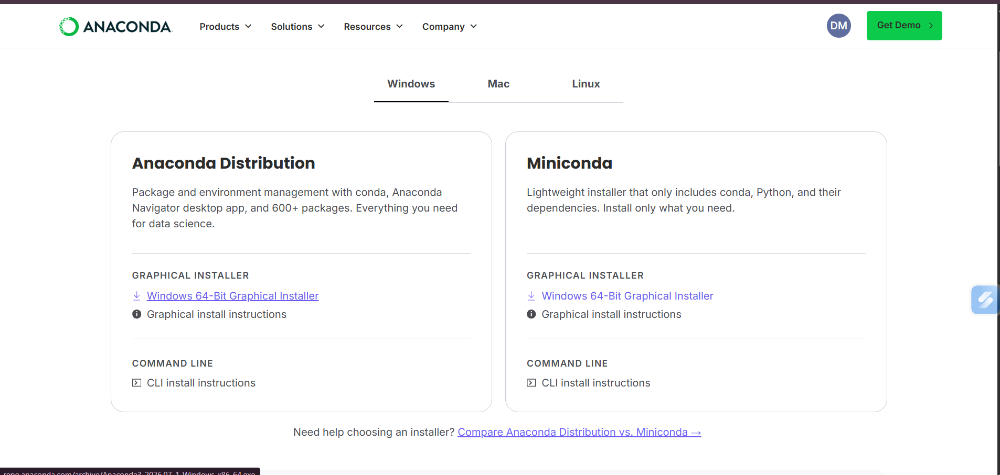 ANACONDA
Products
Solutions
Resources
Company
DM
Get Demo
Windows
Mac
Linux
Anaconda Distribution
Package and environment management with conda, Anaconda
Navigator desktop app, and 600+ packages. Everything you need
for data science.
GRAPHICAL INSTALLER
Windows 64-Bit Graphical Installer
Graphical install instructions
COMMAND LINE
CLI install instructions
Miniconda
Lightweight installer that only includes conda, Python, and their
dependencies. Install only what you need.
GRAPHICAL INSTALLER
Windows 64-Bit Graphical Installer
Graphical install instructions
COMMAND LINE
CLI install instructions
Need help choosing an installer? Compare Anaconda Distribution vs. Miniconda →
repo.anaconda.com/archive/Anaconda3-2026.07-1-Windows-x86_64.exe